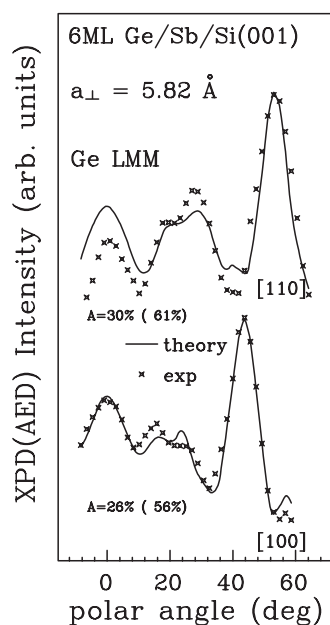 6ML Ge/Sb/Si(001)
a⊥ = 5.82 Å
Ge LMM
[110]
A=30% ( 61%)
theory
exp
A=26% ( 56%)
[100]
0 20 40 60
polar angle (deg)
XPD(AED) Intensity (arb. units)